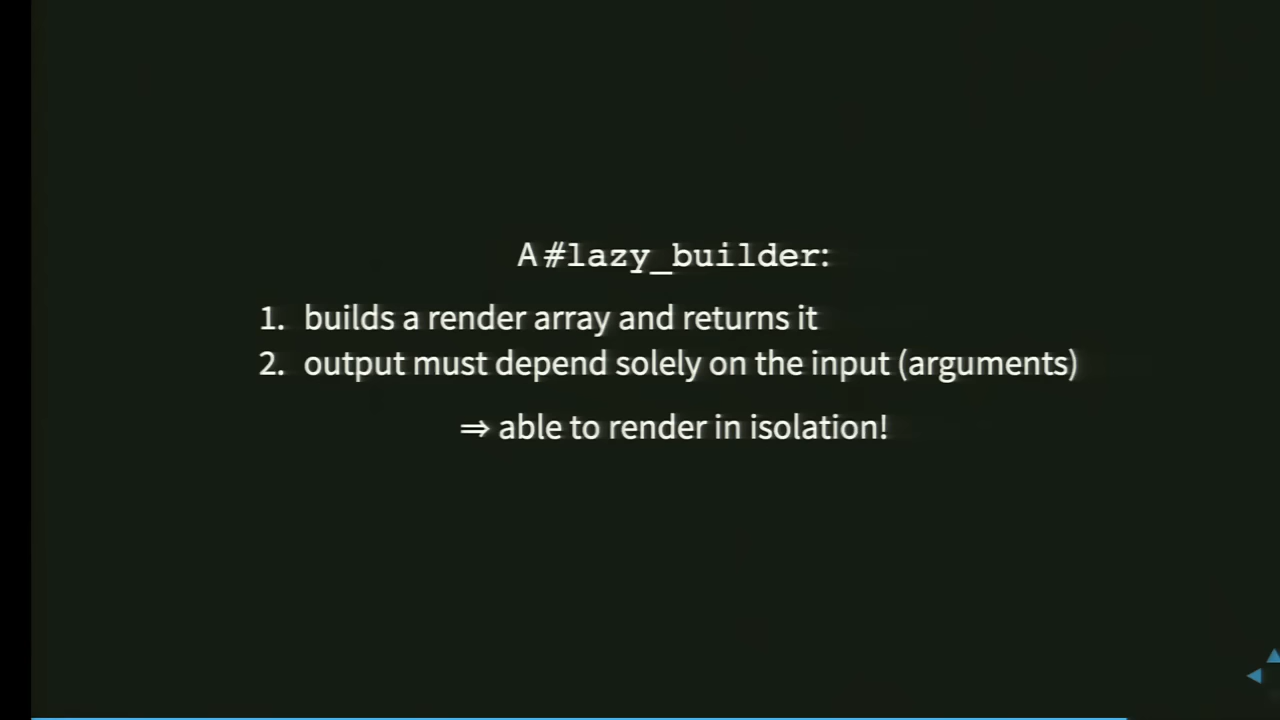 A #lazy_builder:
1. builds a render array and returns it
2. output must depend solely on the input (arguments)
⇒ able to render in isolation!